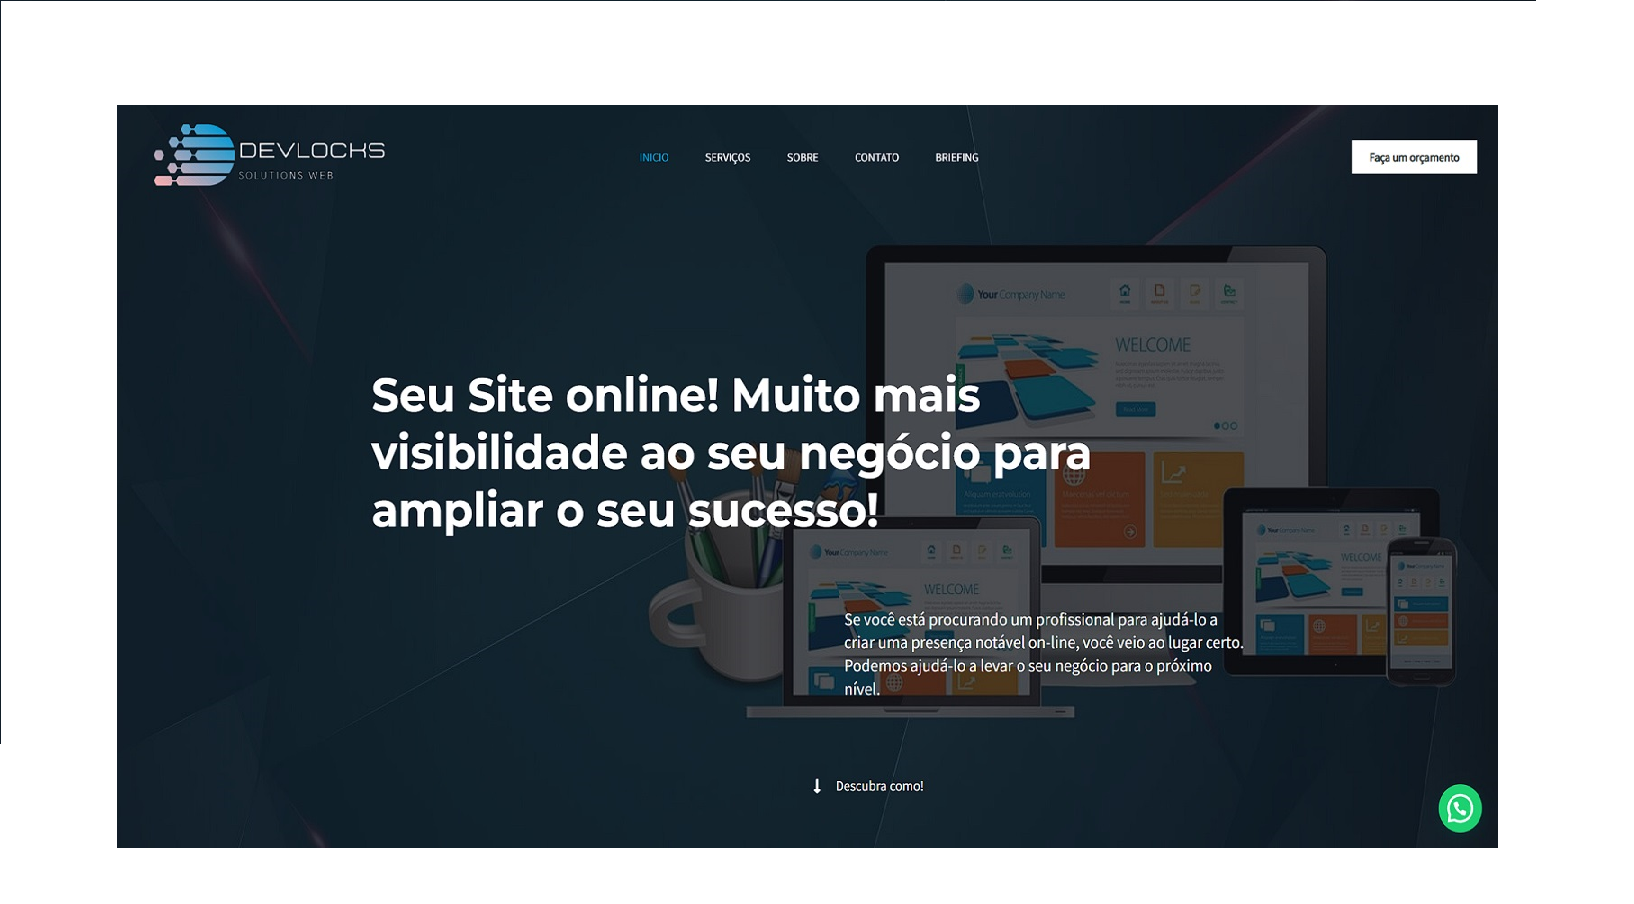 DEVLOCKS
SOLUTIONS WEB
INICIO
SERVIÇOS
SOBRE
CONTATO
BRIEFING
Faça um orçamento
Your Company Name
WELCOME
Seu Site online! Muito mais
visibilidade ao seu negócio para
ampliar o seu sucesso!
Your Company Name
WELCOME
WELCOME
Se você está procurando um profissional para ajudá-lo a
criar uma presença notável on-line, você veio ao lugar certo.
Podemos ajudá-lo a levar o seu negócio para o próximo
nível.
Descubra como!